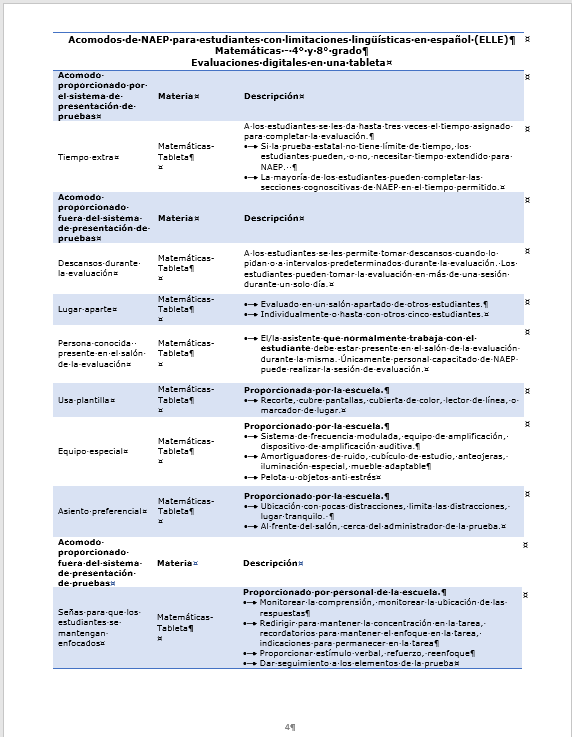 Acomodos de NAEP para estudiantes con limitaciones lingüísticas en español (ELLE)¶
Matemáticas - 4° y 8° grado¶
Evaluaciones digitales en una tableta¤
Acomodo proporcionado por el sistema de presentación de pruebas¤ Materia¤ Descripción¤
Tiempo extra¤
Matemáticas-
Tableta¶
¤
A los estudiantes se les da hasta tres veces el tiempo asignado
para completar la evaluación.¶
• Si la prueba estatal no tiene límite de tiempo, los
estudiantes pueden, o no, necesitar tiempo extendido para
NAEP. ¶
• La mayoría de los estudiantes pueden completar las
secciones cognoscitivas de NAEP en el tiempo permitido.¤
Acomodo
proporcionado
fuera del sistema
de presentación de
pruebas¤
Materia¤
Descripción¤
Descansos durante
la evaluación¤
Matemáticas-
Tableta¶
¤
A los estudiantes se les permite tomar descansos cuando lo
pidan o a intervalos predeterminados durante la evaluación. Los
estudiantes pueden tomar la evaluación en más de una sesión
durante un solo día.¤
Lugar aparte¤
Matemáticas-
Tableta¶
¤
• Evaluado en un salón apartado de otros estudiantes.¶
• Individualmente o hasta con otros cinco estudiantes.¤
Persona conocida
presente en el salón
de la evaluación¤
Matemáticas-
Tableta¶
¤
• El/la asistente que normalmente trabaja con el
estudiante debe estar presente en el salón de la evaluación
durante la misma. Únicamente personal capacitado de NAEP
puede realizar la sesión de evaluación.¤
Usa plantilla¤
Matemáticas-
Tableta¶
¤
Proporcionada por la escuela.¶
• Recorte, cubre pantallas, cubierta de color, lector de línea, o
marcador de lugar.¤
Equipo especial¤
Matemáticas-
Tableta¶
¤
Proporcionado por la escuela.¶
• Sistema de frecuencia modulada, equipo de amplificación,
dispositivo de amplificación auditiva.¶
• Amortiguadores de ruido, cubículo de estudio, anteojeras,
iluminación especial, mueble adaptable¶
• Pelota u objetos anti estrés¤
Asiento preferencial¤
Matemáticas-
Tableta¶
¤
Proporcionado por la escuela.¶
• Ubicación con pocas distracciones, limita las distracciones,
lugar tranquilo. ¶
• Al frente del salón, cerca del administrador de la prueba.¤
Acomodo
proporcionado
fuera del sistema
de presentación
de pruebas¤
Materia¤
Descripción¤
Señas para que los
estudiantes se
mantengan
enfocados¤
Matemáticas-
Tableta¶
¤
Proporcionado por personal de la escuela.¶
• Monitorear la comprensión, monitorear la ubicación de las
respuestas¶
• Redirigir para mantener la concentración en la tarea,
recordatorios para mantener el enfoque en la tarea,
indicaciones para permanecer en la tarea¶
• Proporcionar estímulo verbal, refuerzo, reenfoque¶
• Dar seguimiento a los elementos de la prueba¤
4¶